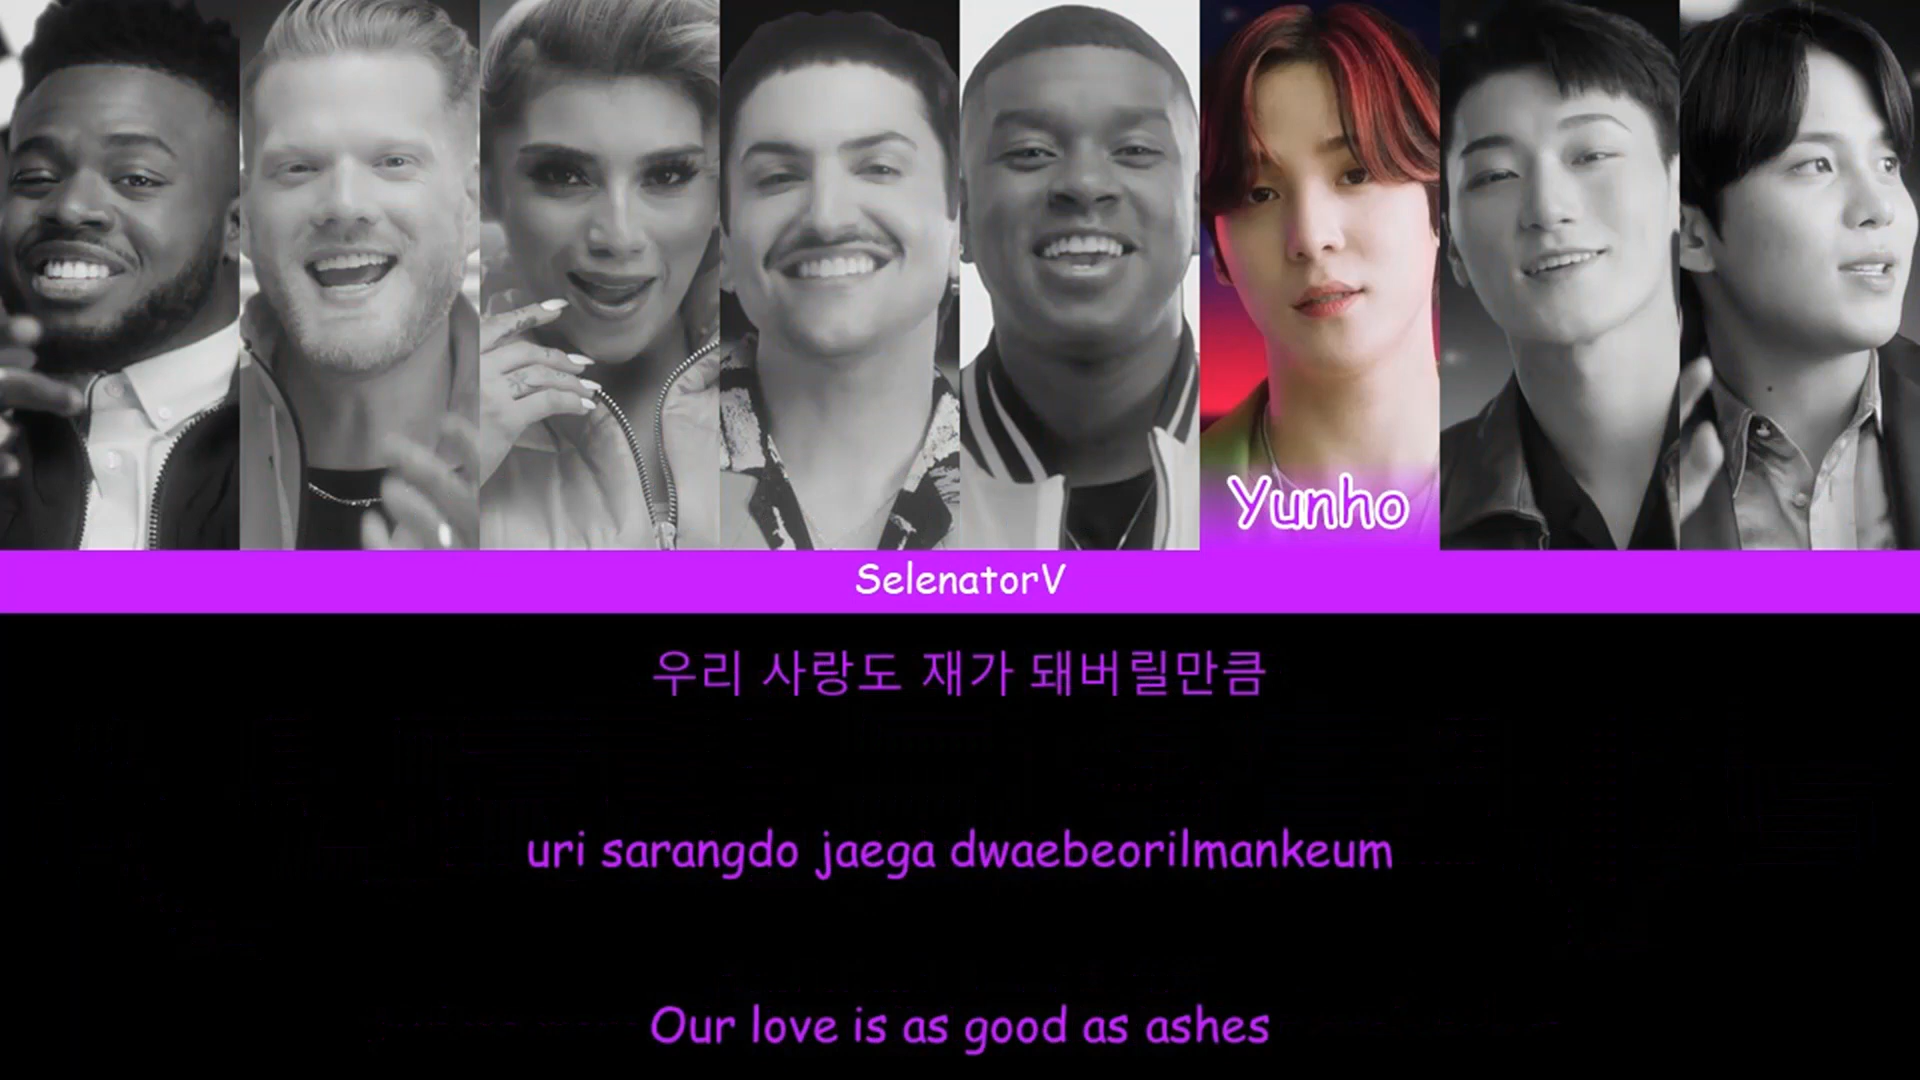 Yunho
SelenatorV
우리 사랑도 재가 돼버릴만큼
uri sarangdo jaega dwaebeorilmankeum
Our love is as good as ashes